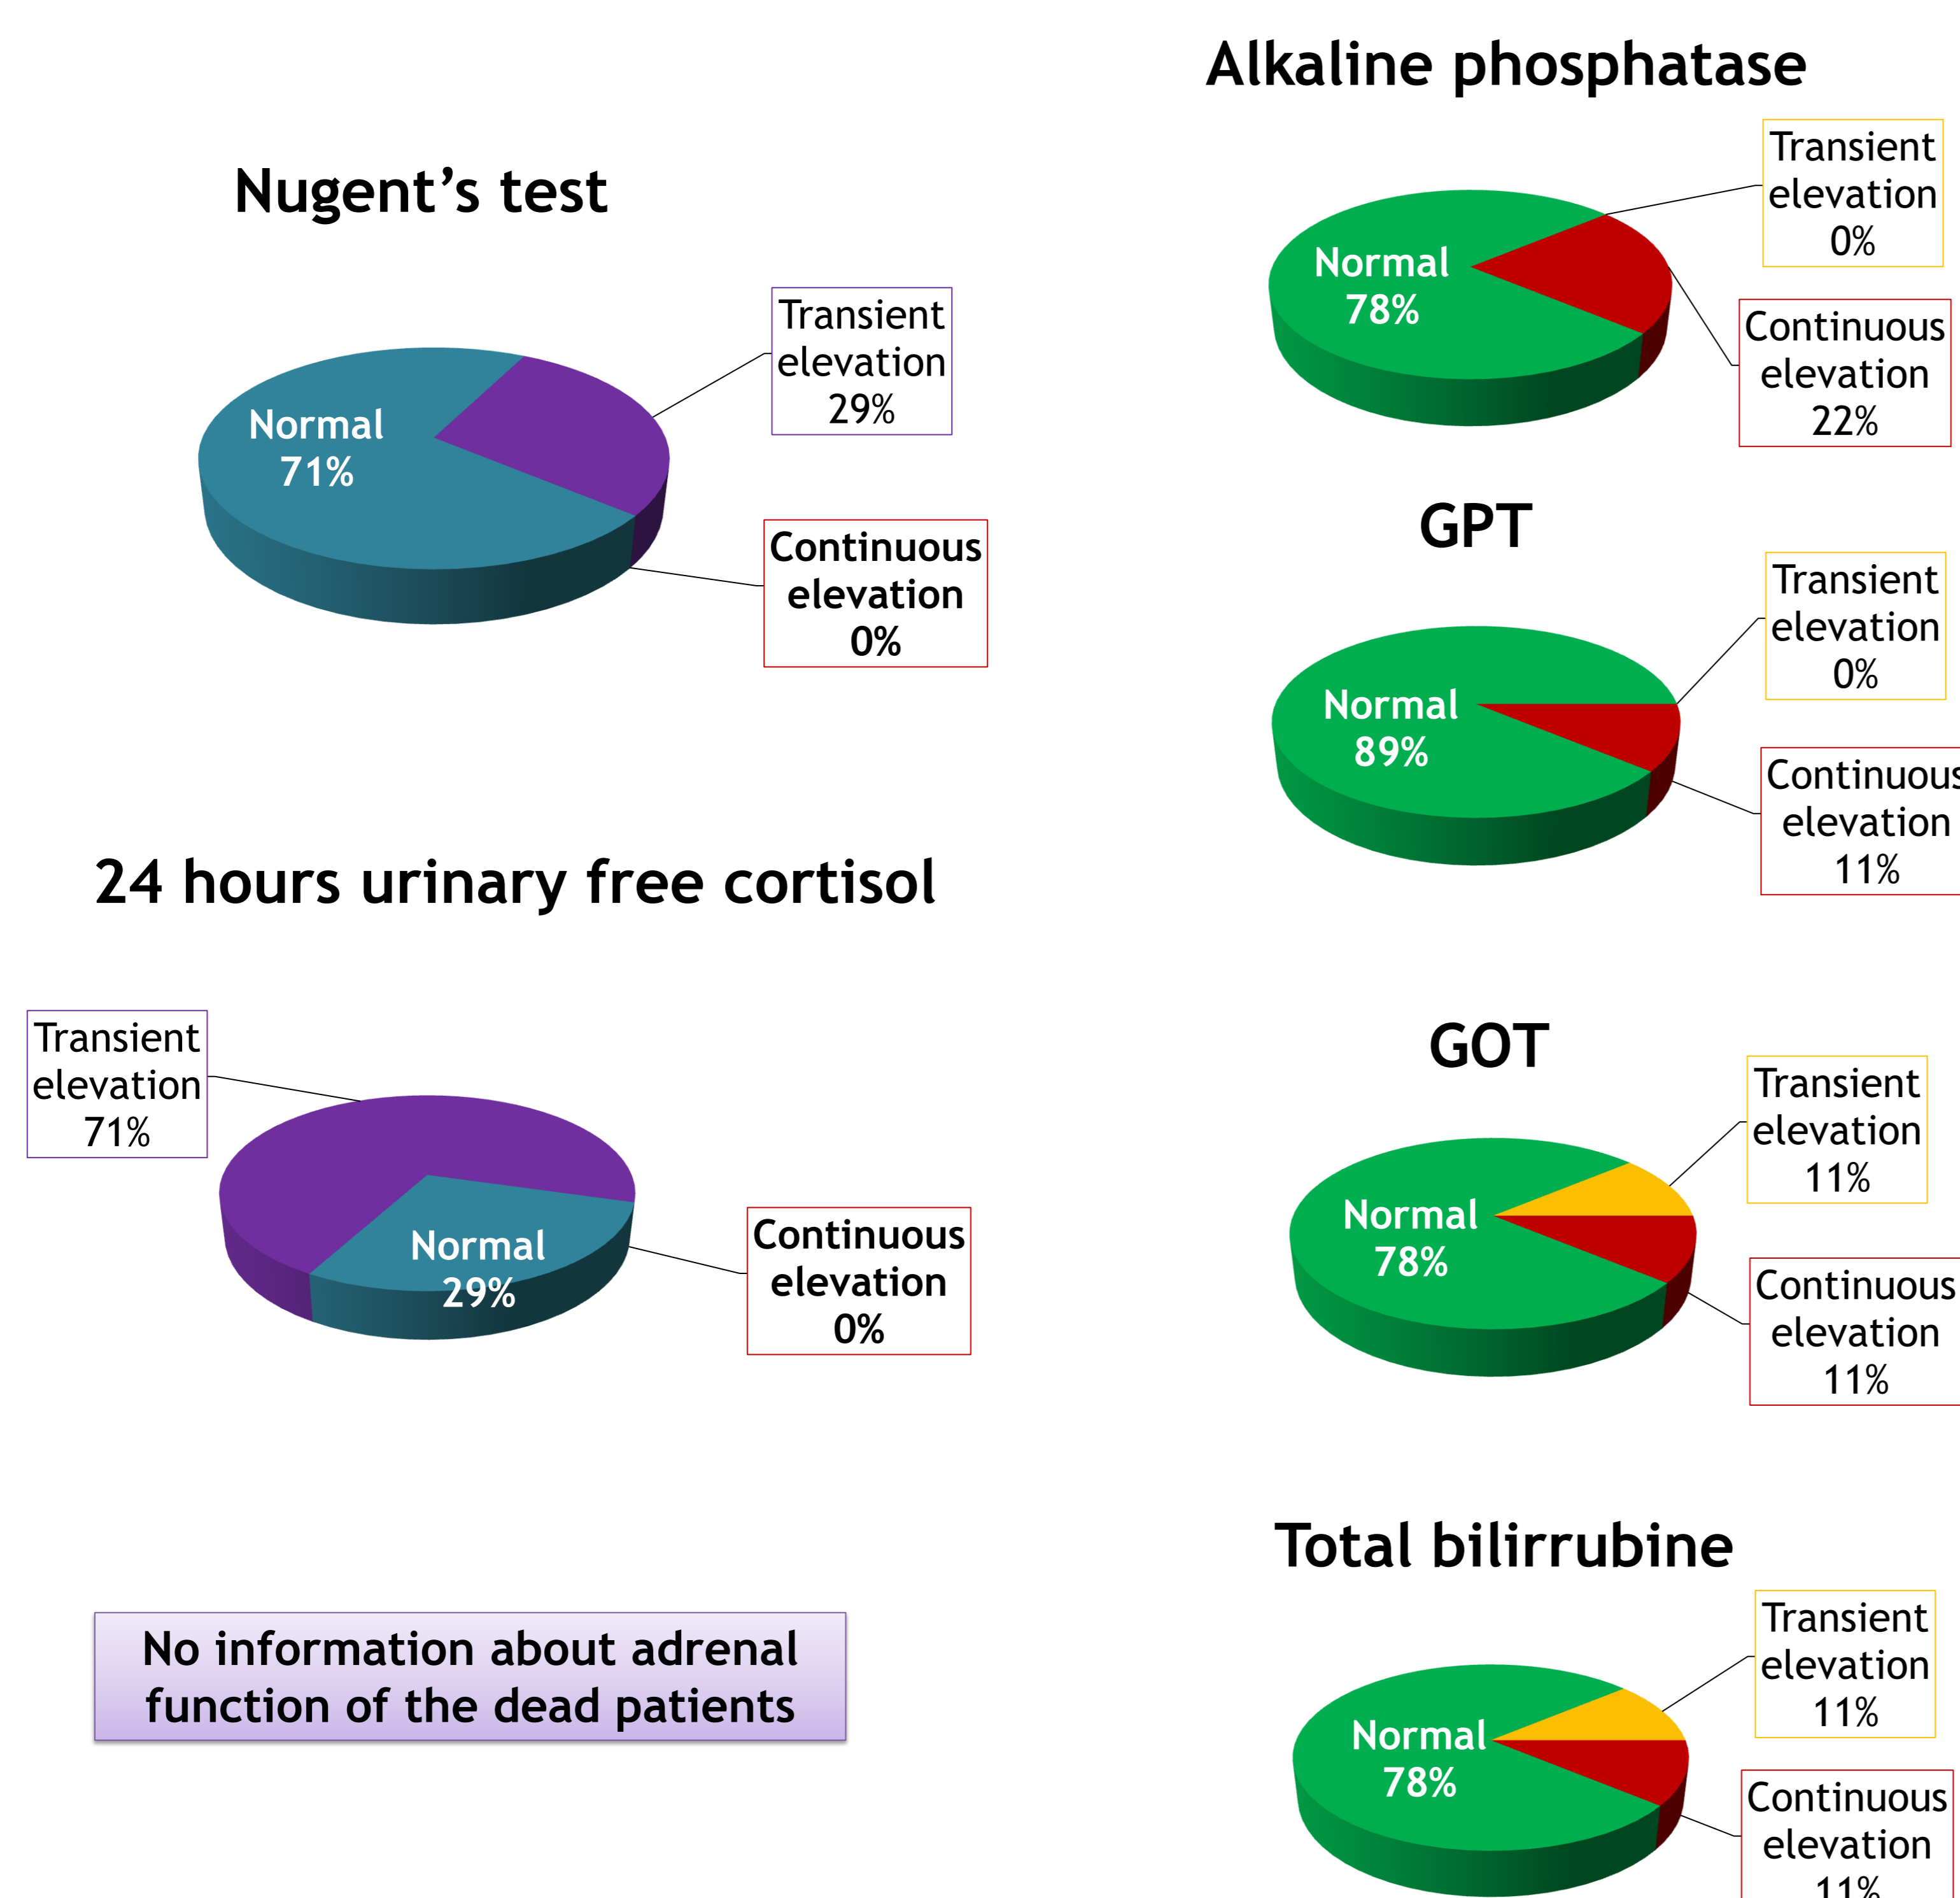 Nugent’s test
Normal
71%
Transient
elevation
29%
Continuous
elevation
0%
24 hours urinary free cortisol
Transient
elevation
71%
Normal
29%
Continuous
elevation
0%
No information about adrenal
function of the dead patients
Alkaline phosphatase
Normal
78%
Transient
elevation
0%
Continuous
elevation
22%
GPT
Normal
89%
Transient
elevation
0%
Continuous
elevation
11%
GOT
Normal
78%
Transient
elevation
11%
Continuous
elevation
11%
Total bilirrubine
Normal
78%
Transient
elevation
11%
Continuous
elevation
11%